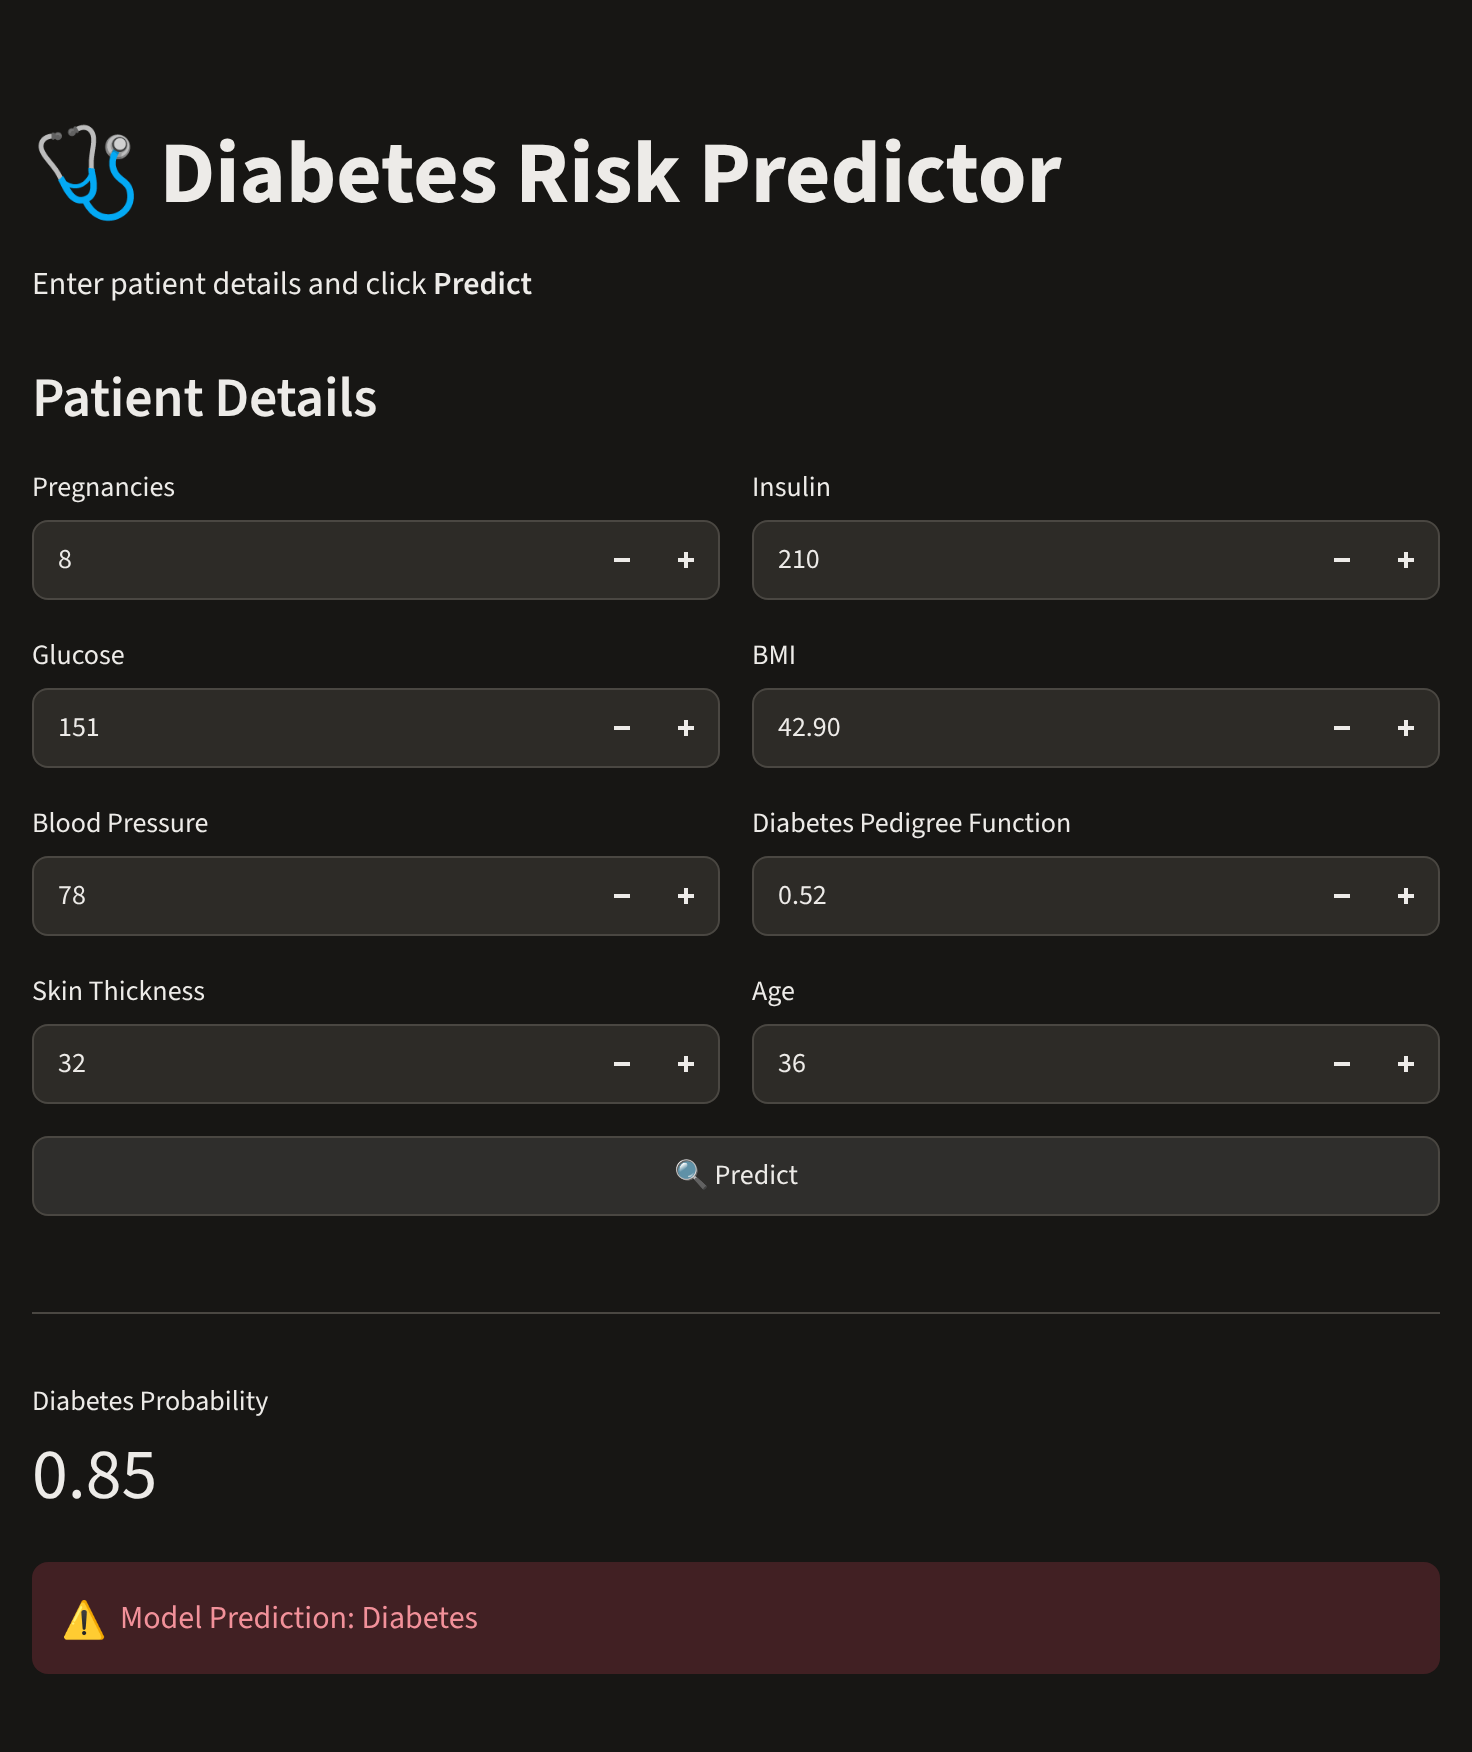 Diabetes Risk Predictor
Enter patient details and click Predict
Patient Details
Pregnancies
8
Insulin
210
Glucose
151
BMI
42.90
Blood Pressure
78
Diabetes Pedigree Function
0.52
Skin Thickness
32
Age
36
Predict
Diabetes Probability
0.85
Model Prediction: Diabetes